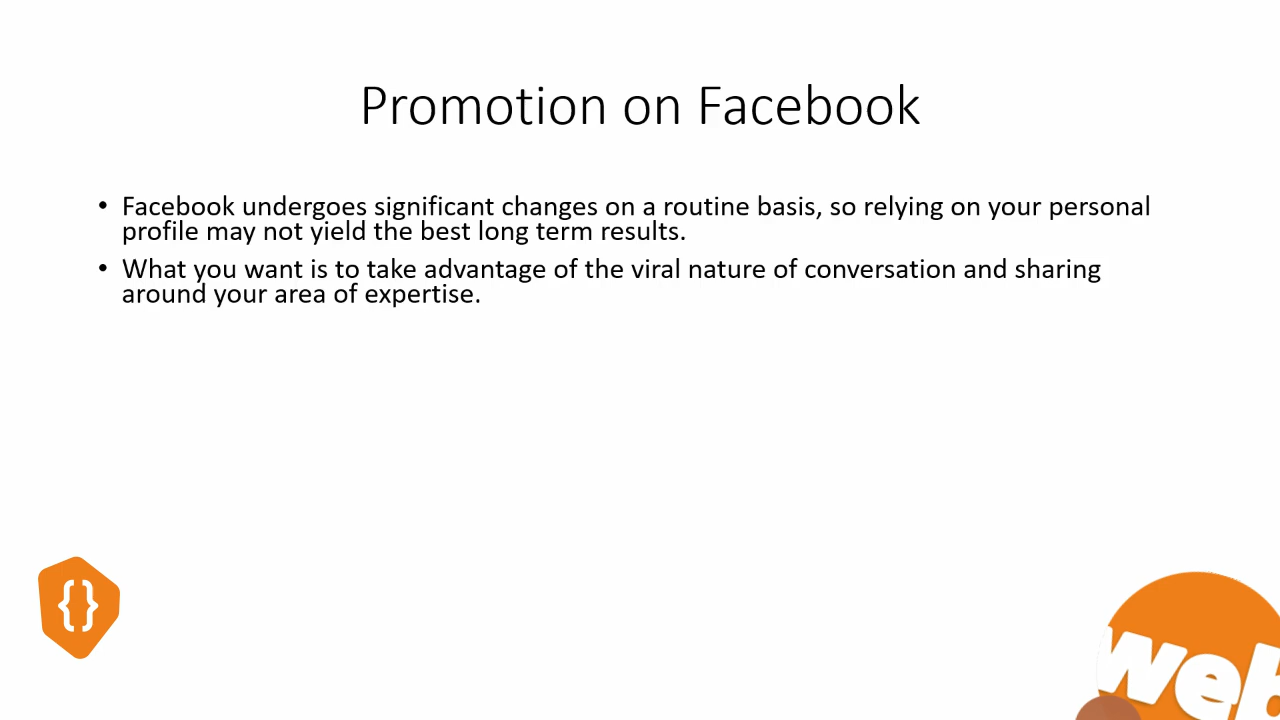 Promotion on Facebook
• Facebook undergoes significant changes on a routine basis, so relying on your personal
profile may not yield the best long term results.
• What you want is to take advantage of the viral nature of conversation and sharing
around your area of expertise.
{}
web